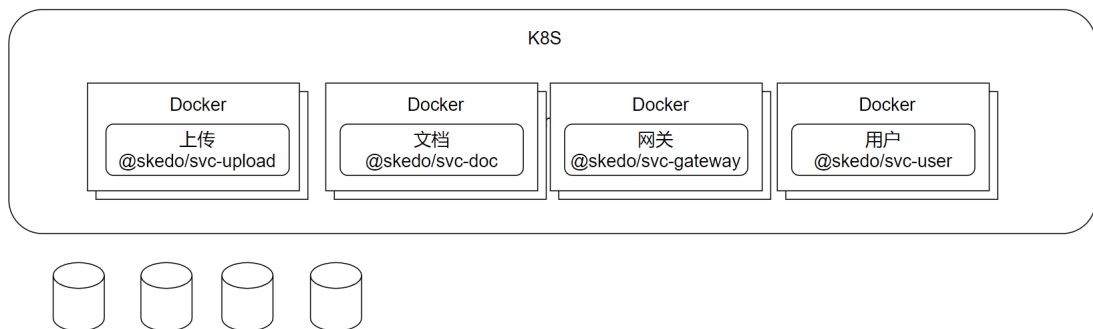 K8S
Docker
上传
@skedo/svc-upload
Docker
文档
@skedo/svc-doc
Docker
网关
@skedo/svc-gateway
Docker
用户
@skedo/svc-user